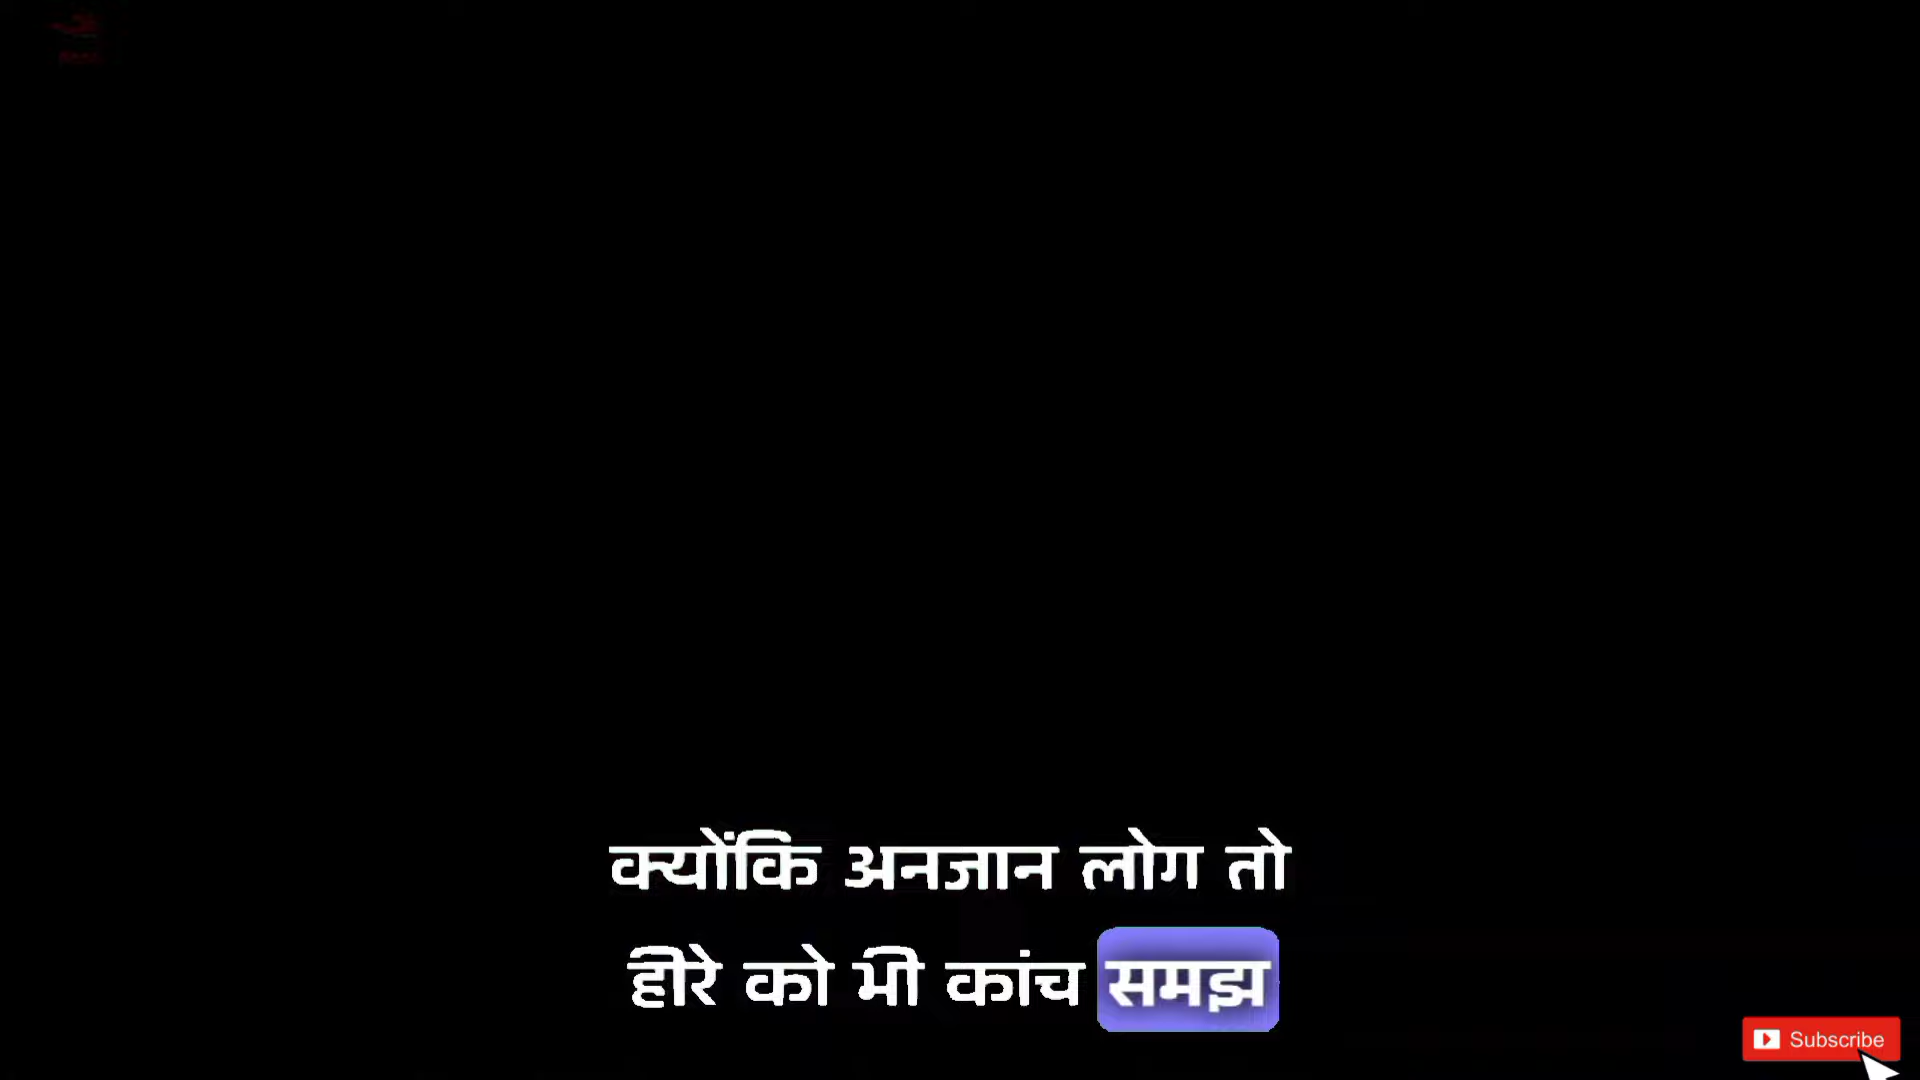 क्योंकि अनजान लोग तो
हीरे को भी कांच समझ
Subscribe